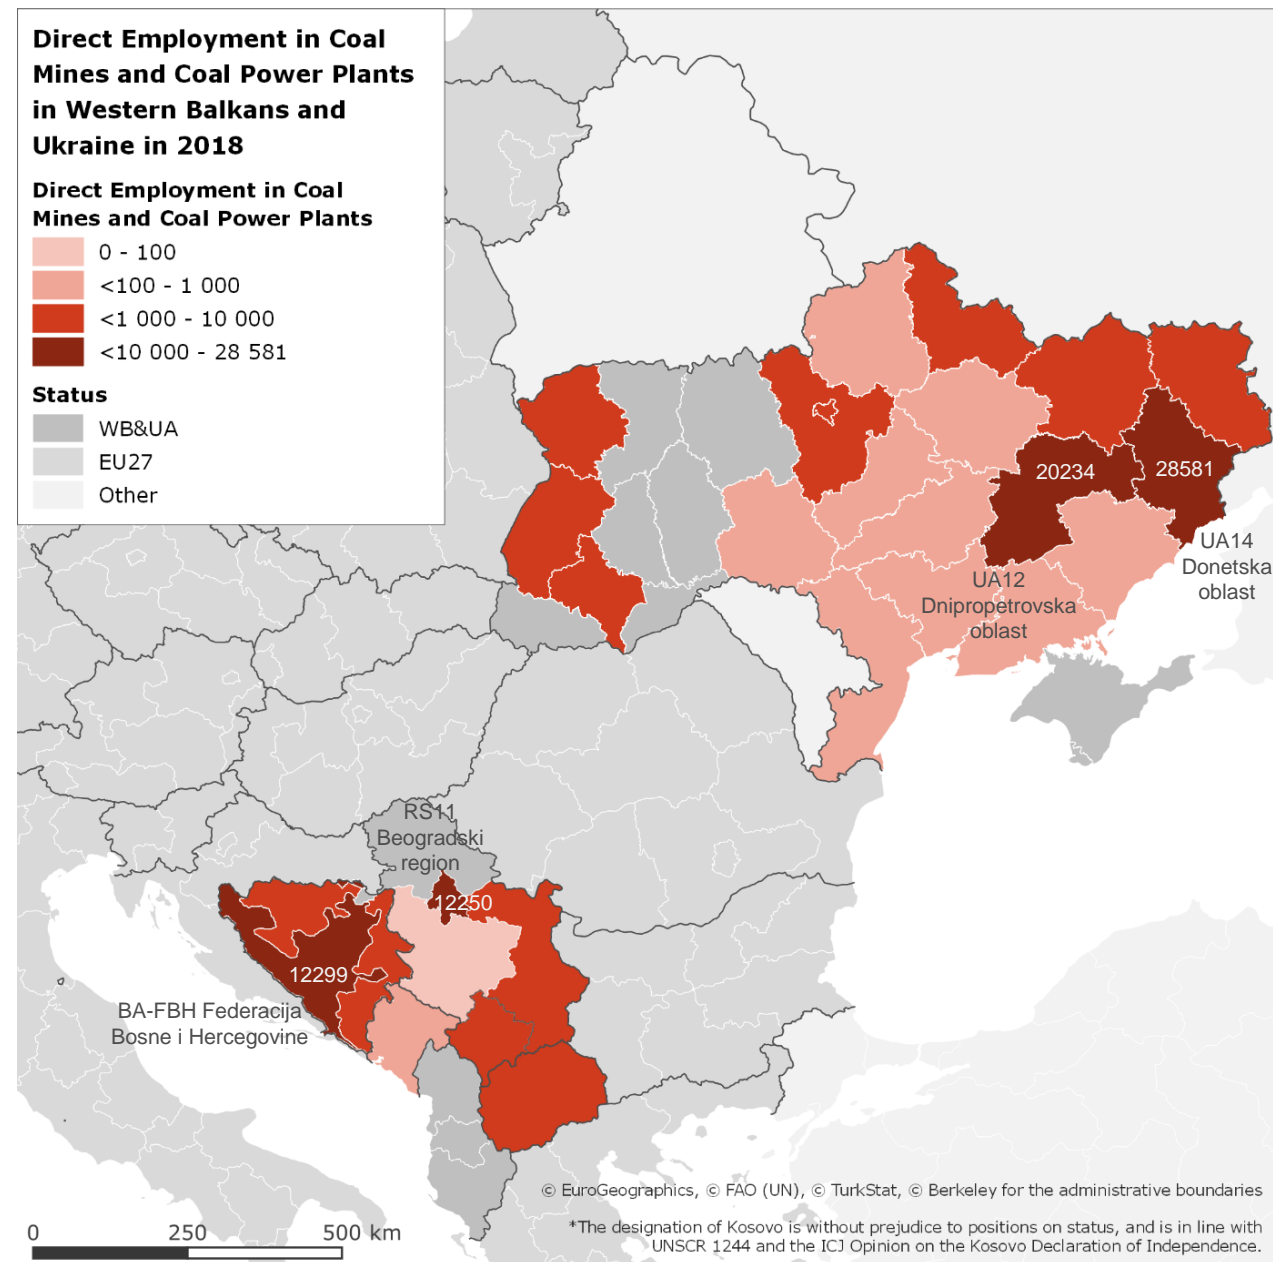 Direct Employment in Coal
Mines and Coal Power Plants
in Western Balkans and
Ukraine in 2018
Direct Employment in Coal
Mines and Coal Power Plants
0 - 100
<100 - 1 000
<1 000 - 10 000
<10 000 - 28 581
Status
WB&UA
EU27
Other
20234
28581
UA14
Donetska
oblast
UA12
Dnipropetrovska
oblast
RS11
Beogradski
region
12250
12299
BA-FBH Federacija
Bosne i Hercegovine
© EuroGeographics, © FAO (UN), © TurkStat, © Berkeley for the administrative boundaries
*The designation of Kosovo is without prejudice to positions on status, and is in line with
UNSCR 1244 and the ICJ Opinion on the Kosovo Declaration of Independence.
0 250 500 km